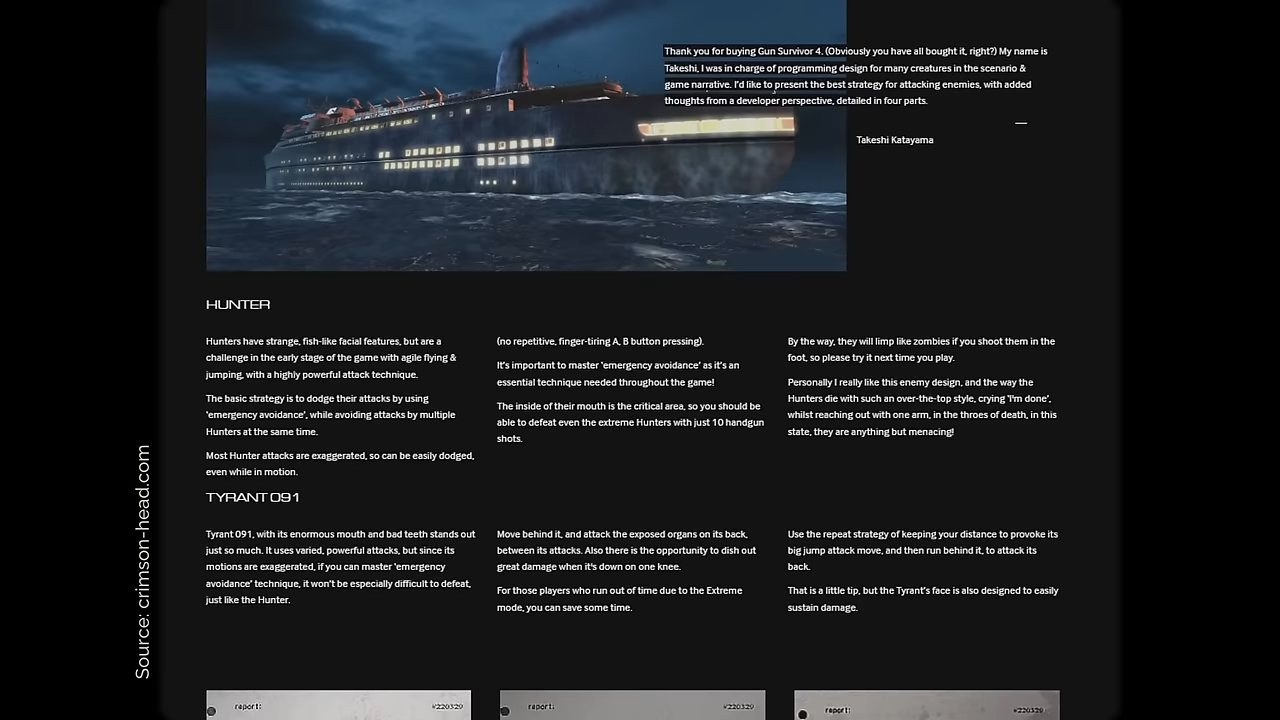 Thank you for buying Gun Survivor 4. (Obviously you have all bought it, right?) My name is
Takeshi, I was in charge of programming design for many creatures in the scenario &
game narrative. I'd like to present the best strategy for attacking enemies, with added
thoughts from a developer perspective, detailed in four parts.
—
Takeshi Katayama
HUNTER
Hunters have strange, fish-like facial features, but are a
challenge in the early stage of the game with agile flying &
jumping, with a highly powerful attack technique.
The basic strategy is to dodge their attacks by using
'emergency avoidance', while avoiding attacks by multiple
Hunters at the same time.
Most Hunter attacks are exaggerated, so can be easily dodged,
even while in motion.
(no repetitive, finger-tiring A, B button pressing).
It's important to master 'emergency avoidance' as it's an
essential technique needed throughout the game!
The inside of their mouth is the critical area, so you should be
able to defeat even the extreme Hunters with just 10 handgun
shots.
By the way, they will limp like zombies if you shoot them in the
foot, so please try it next time you play.
Personally I really like this enemy design, and the way the
Hunters die with such an over-the-top style, crying 'I'm done',
whilst reaching out with one arm, in the throes of death, in this
state, they are anything but menacing!
TYRANT 091
Tyrant 091, with its enormous mouth and bad teeth stands out
just so much. It uses varied, powerful attacks, but since its
motions are exaggerated, if you can master 'emergency
avoidance' technique, it won't be especially difficult to defeat,
just like the Hunter.
Move behind it, and attack the exposed organs on its back,
between its attacks. Also there is the opportunity to dish out
great damage when it's down on one knee.
For those players who run out of time due to the Extreme
mode, you can save some time.
Use the repeat strategy of keeping your distance to provoke its
big jump attack move, and then run behind it, to attack its
back.
That is a little tip, but the Tyrant's face is also designed to easily
sustain damage.
raport: #220329
raport: #220329
raport: #220329
Source: crimson-head.com